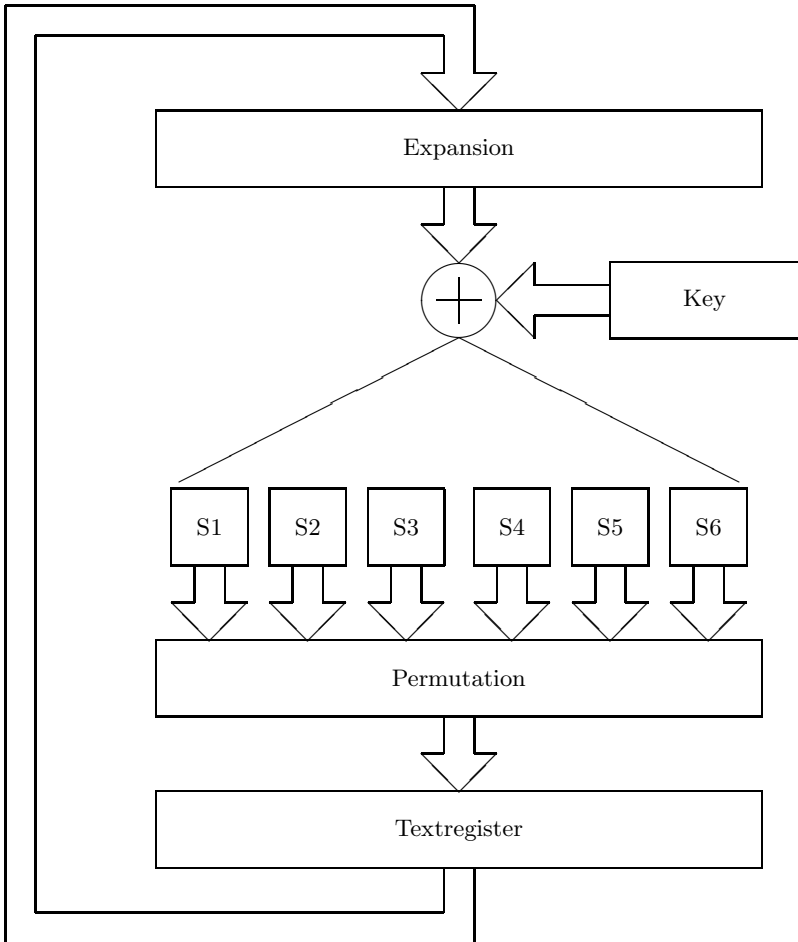 Expansion
Key
S1 S2 S3 S4 S5 S6
Permutation
Textregister